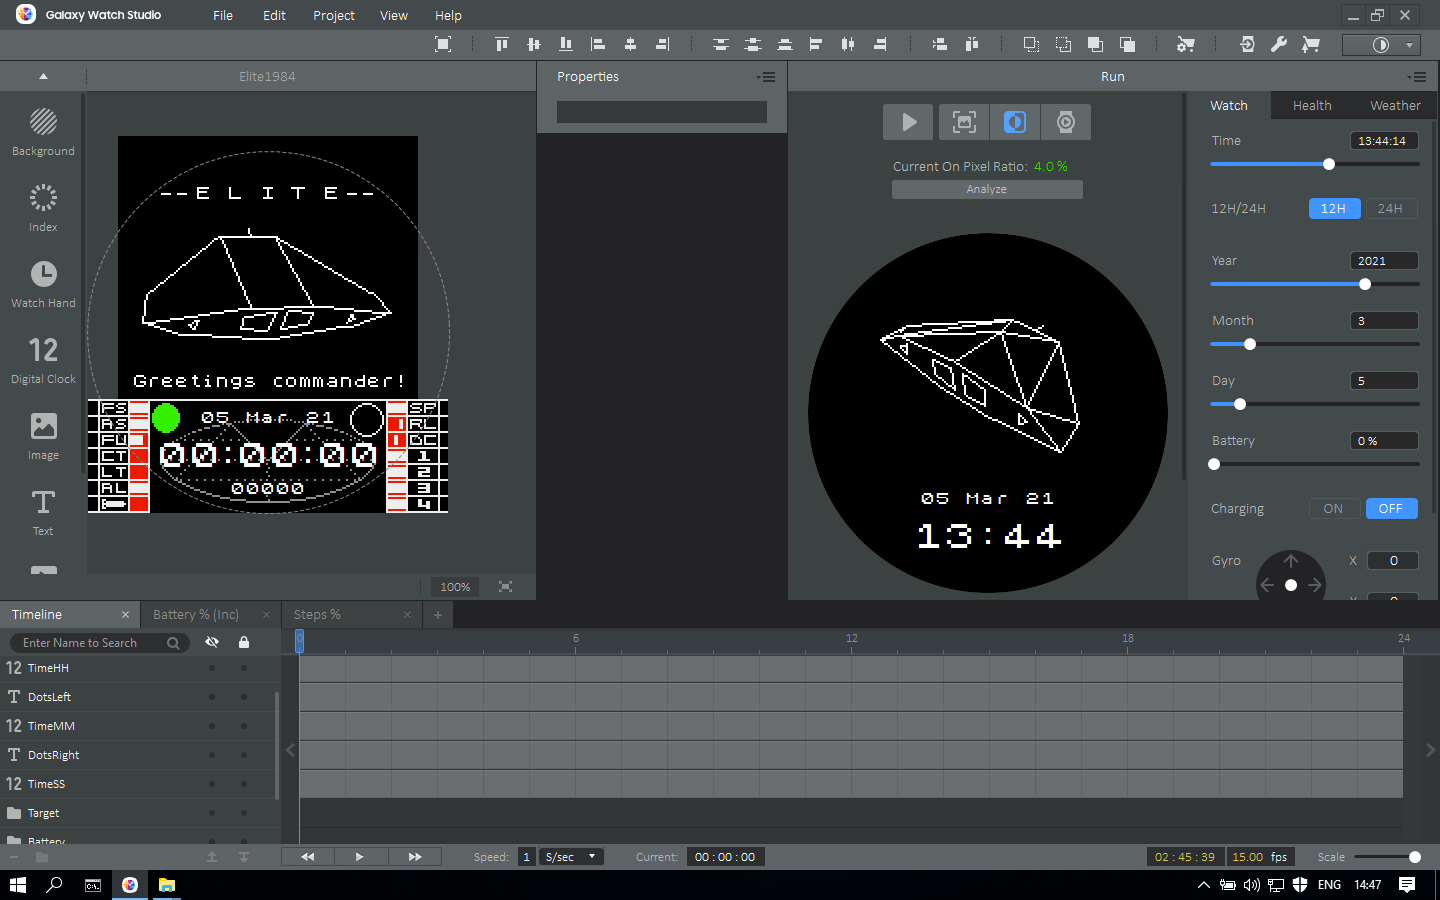 Galaxy Watch Studio File Edit Project View Help
Elite1984 Properties Run
Background
Index
Watch Hand
12
Digital Clock
Image
Text
--E L I T E--
Greetings commander!
FS SP
AS RL
FU DC
CT 1
LT 2
AL 3
4
05 Mar 21
00:00:00
00000
100%
Current On Pixel Ratio: 4.0 %
Analyze
05 Mar 21
13:44
Watch Health Weather
Time 13:44:14
12H/24H 12H 24H
Year 2021
Month 3
Day 5
Battery 0 %
Charging ON OFF
Gyro X 0
Timeline × Battery % (Inc) × Steps % × +
Enter Name to Search 0 6 12 18 24
12 TimeHH
T DotsLeft
12 TimeMM
T DotsRight
12 TimeSS
Target
Battery
Speed: 1 S/sec Current: 00 : 00 : 00 02 : 45 : 39 15.00 fps Scale
ENG 14:47